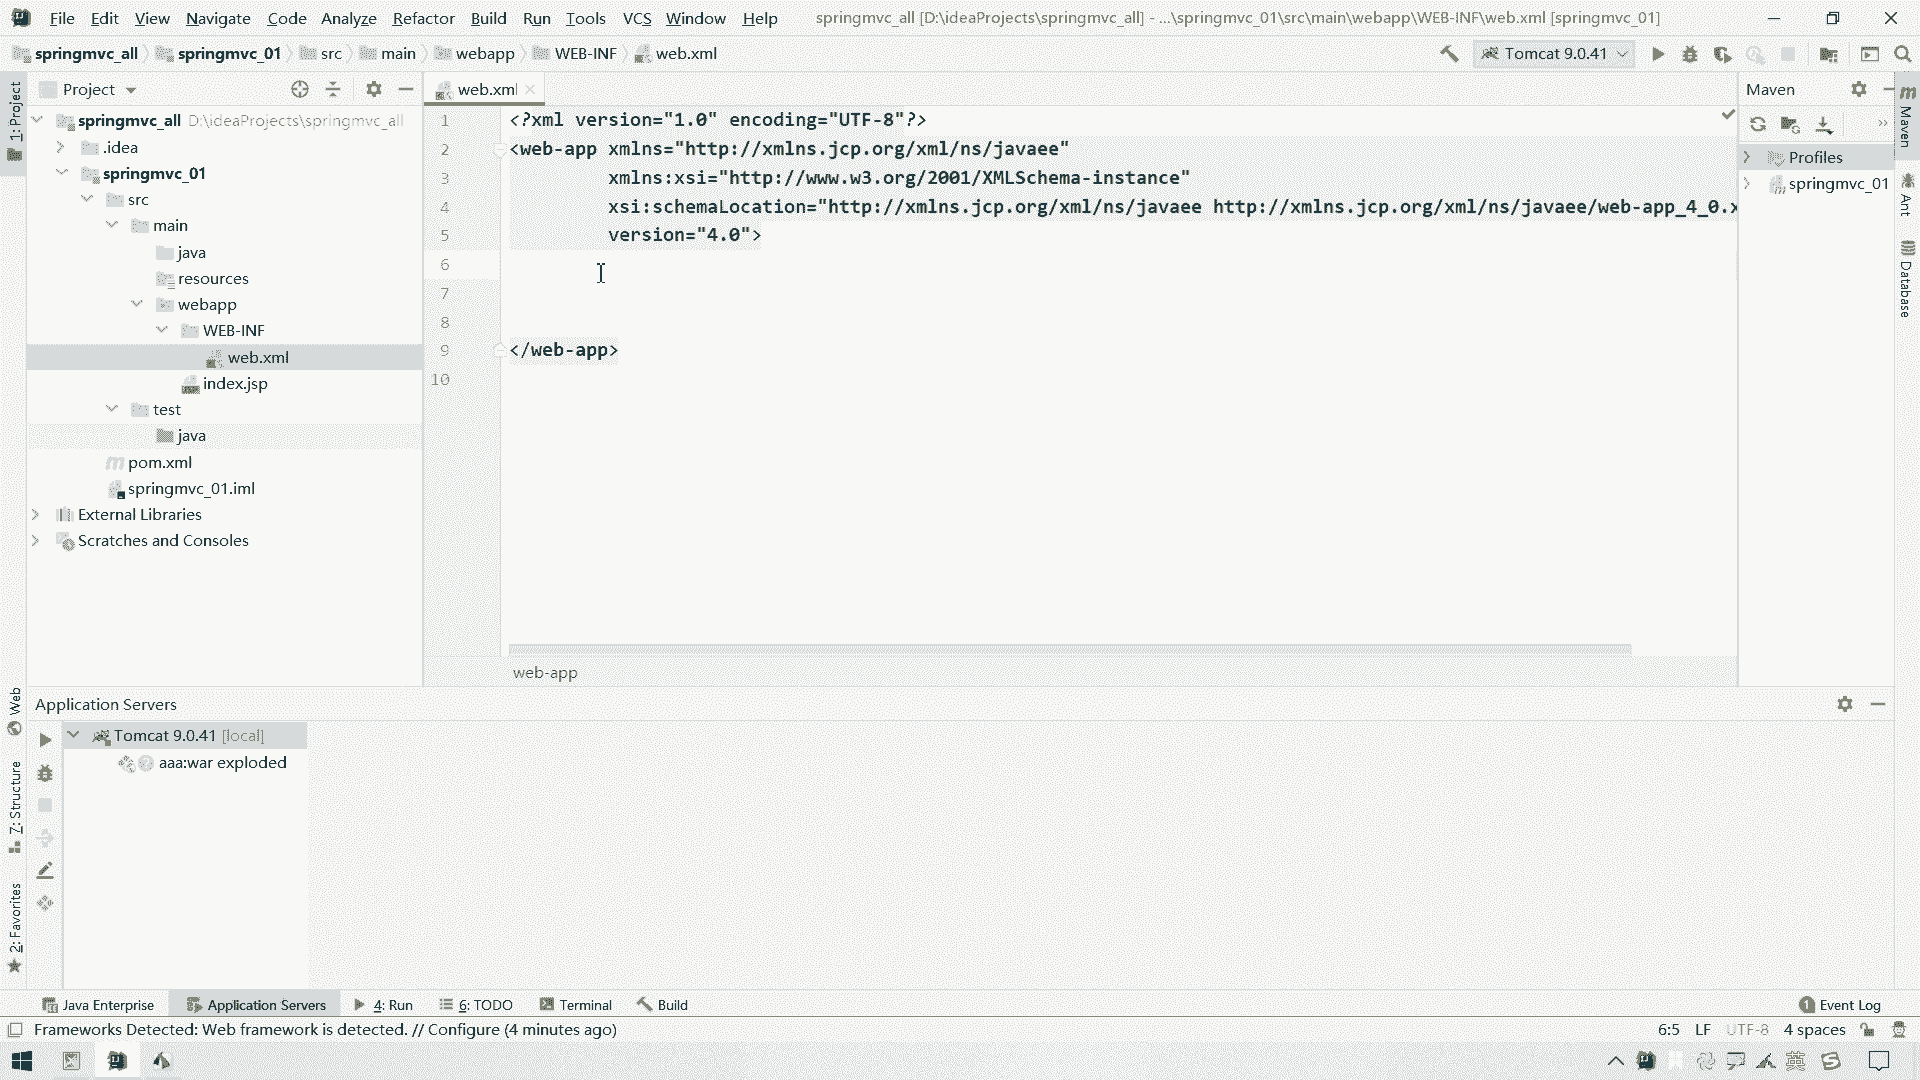 File Edit View Navigate Code Analyze Refactor Build Run Tools VCS Window Help springmvc_all [D:\ideaProjects\springmvc_all] - ...\springmvc_01\src\main\webapp\WEB-INF\web.xml [springmvc_01]
springmvc_all springmvc_01 src main webapp WEB-INF web.xml Tomcat 9.0.41
1: Project
Project
springmvc_all D:\ideaProjects\springmvc_all
.idea
springmvc_01
src
main
java
resources
webapp
WEB-INF
web.xml
index.jsp
test
java
pom.xml
springmvc_01.iml
External Libraries
Scratches and Consoles
web.xml
1 <?xml version="1.0" encoding="UTF-8"?>
2 <web-app xmlns="http://xmlns.jcp.org/xml/ns/javaee"
3 xmlns:xsi="http://www.w3.org/2001/XMLSchema-instance"
4 xsi:schemaLocation="http://xmlns.jcp.org/xml/ns/javaee http://xmlns.jcp.org/xml/ns/javaee/web-app_4_0.x
5 version="4.0">
6
7
8
9 </web-app>
10
web-app
Maven
Profiles
springmvc_01
Maven
Ant
Database
Web
7: Structure
2: Favorites
Application Servers
Tomcat 9.0.41 [local]
aaa:war exploded
Java Enterprise Application Servers 4: Run 6: TODO Terminal Build 1 Event Log
Frameworks Detected: Web framework is detected. // Configure (4 minutes ago) 6:5 LF UTF-8 4 spaces
英